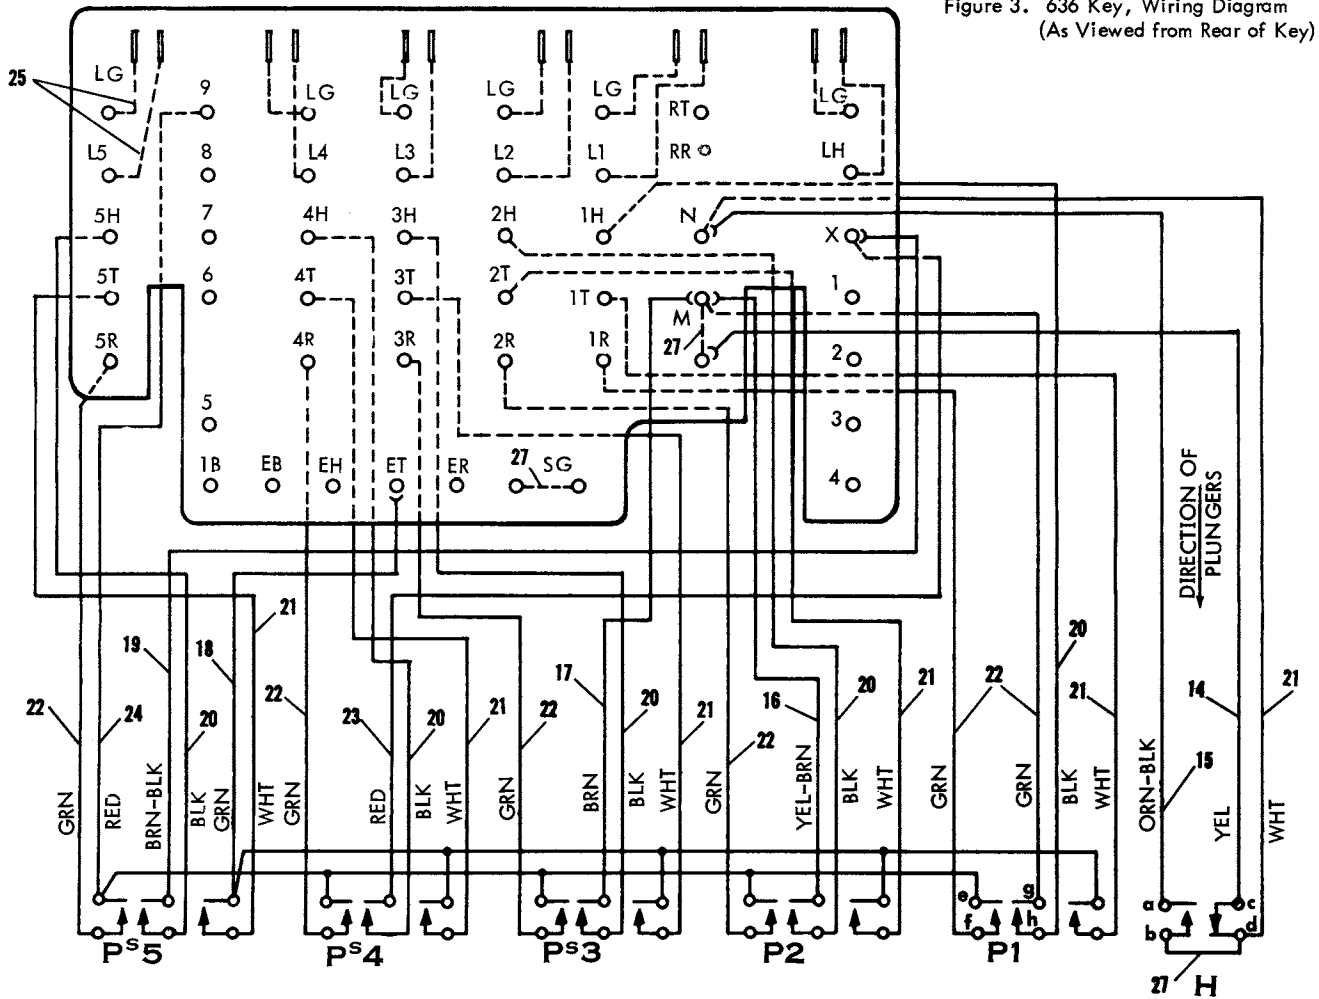 Figure 3. 636 Key, Wiring Diagram
(As Viewed from Rear of Key)
25
LG
9
LG
LG
LG
LG
RT
LG
L5
8
L4
L3
L2
L1
RR
LH
5H
7
4H
3H
2H
1H
N
X
5T
6
4T
3T
2T
1T
M
1
5R
4R
3R
2R
1R
27
2
5
3
1B
EB
EH
ET
ER
27
SG
4
DIRECTION OF
PLUNGERS
22
24
19
20
18
21
22
23
20
21
22
17
20
21
22
16
20
21
22
20
21
15
14
21
GRN
RED
BRN-BLK
BLK
GRN
WHT
GRN
RED
BLK
WHT
GRN
BRN
BLK
WHT
GRN
YEL-BRN
BLK
WHT
GRN
GRN
BLK
WHT
ORN-BLK
YEL
WHT
e
g
f
h
a
c
b
d
PS5
PS4
PS3
P2
P1
27
H